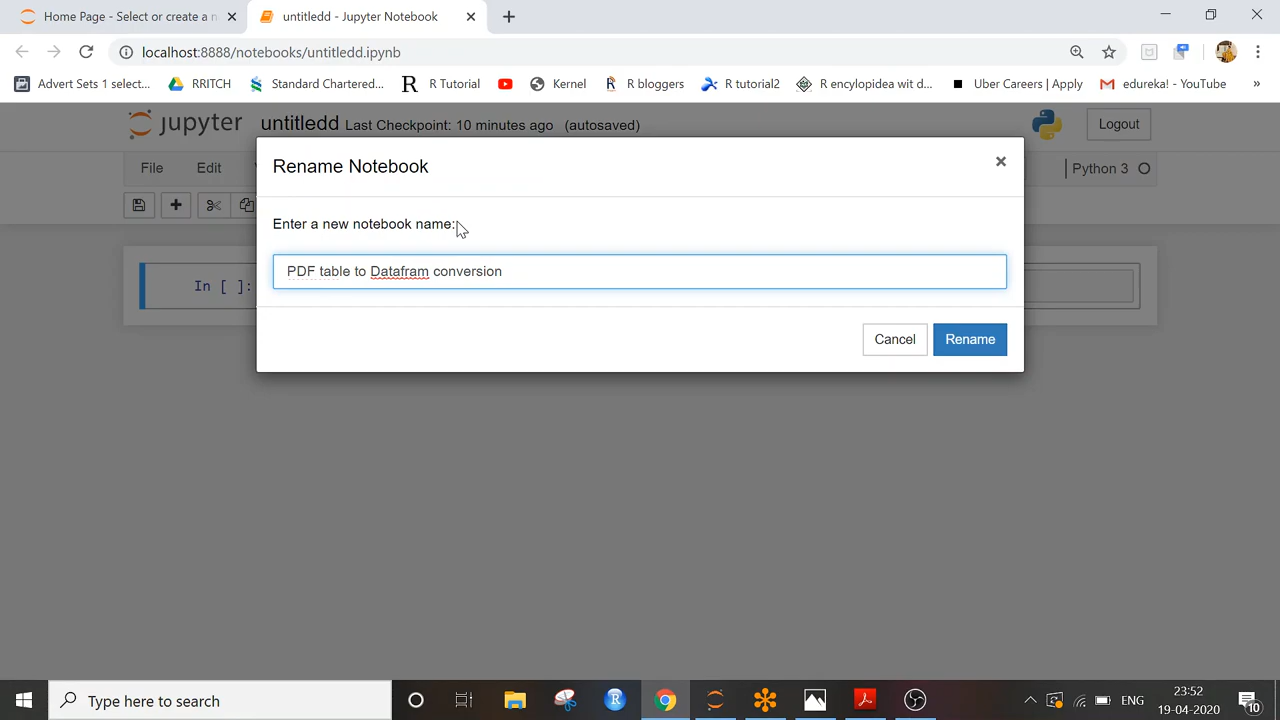 Home Page - Select or create a n
untitledd - Jupyter Notebook
localhost:8888/notebooks/untitledd.ipynb
Advert Sets 1 select...
RRITCH
Standard Chartered...
R Tutorial
Kernel
R bloggers
R tutorial2
R encylopidea wit d...
Uber Careers | Apply
edureka! - YouTube
»
jupyter
untitledd Last Checkpoint: 10 minutes ago (autosaved)
Logout
File
Edit
Python 3
Rename Notebook
Enter a new notebook name:
PDF table to Datafram conversion
In [ ]:
Cancel
Rename
Type here to search
ENG
23:52
19-04-2020
10